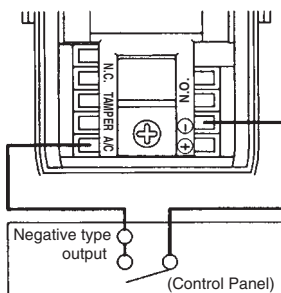 N.C.
TAMPER
A/C
N.O.
⊖
⊕
Negative type
output
(Control Panel)